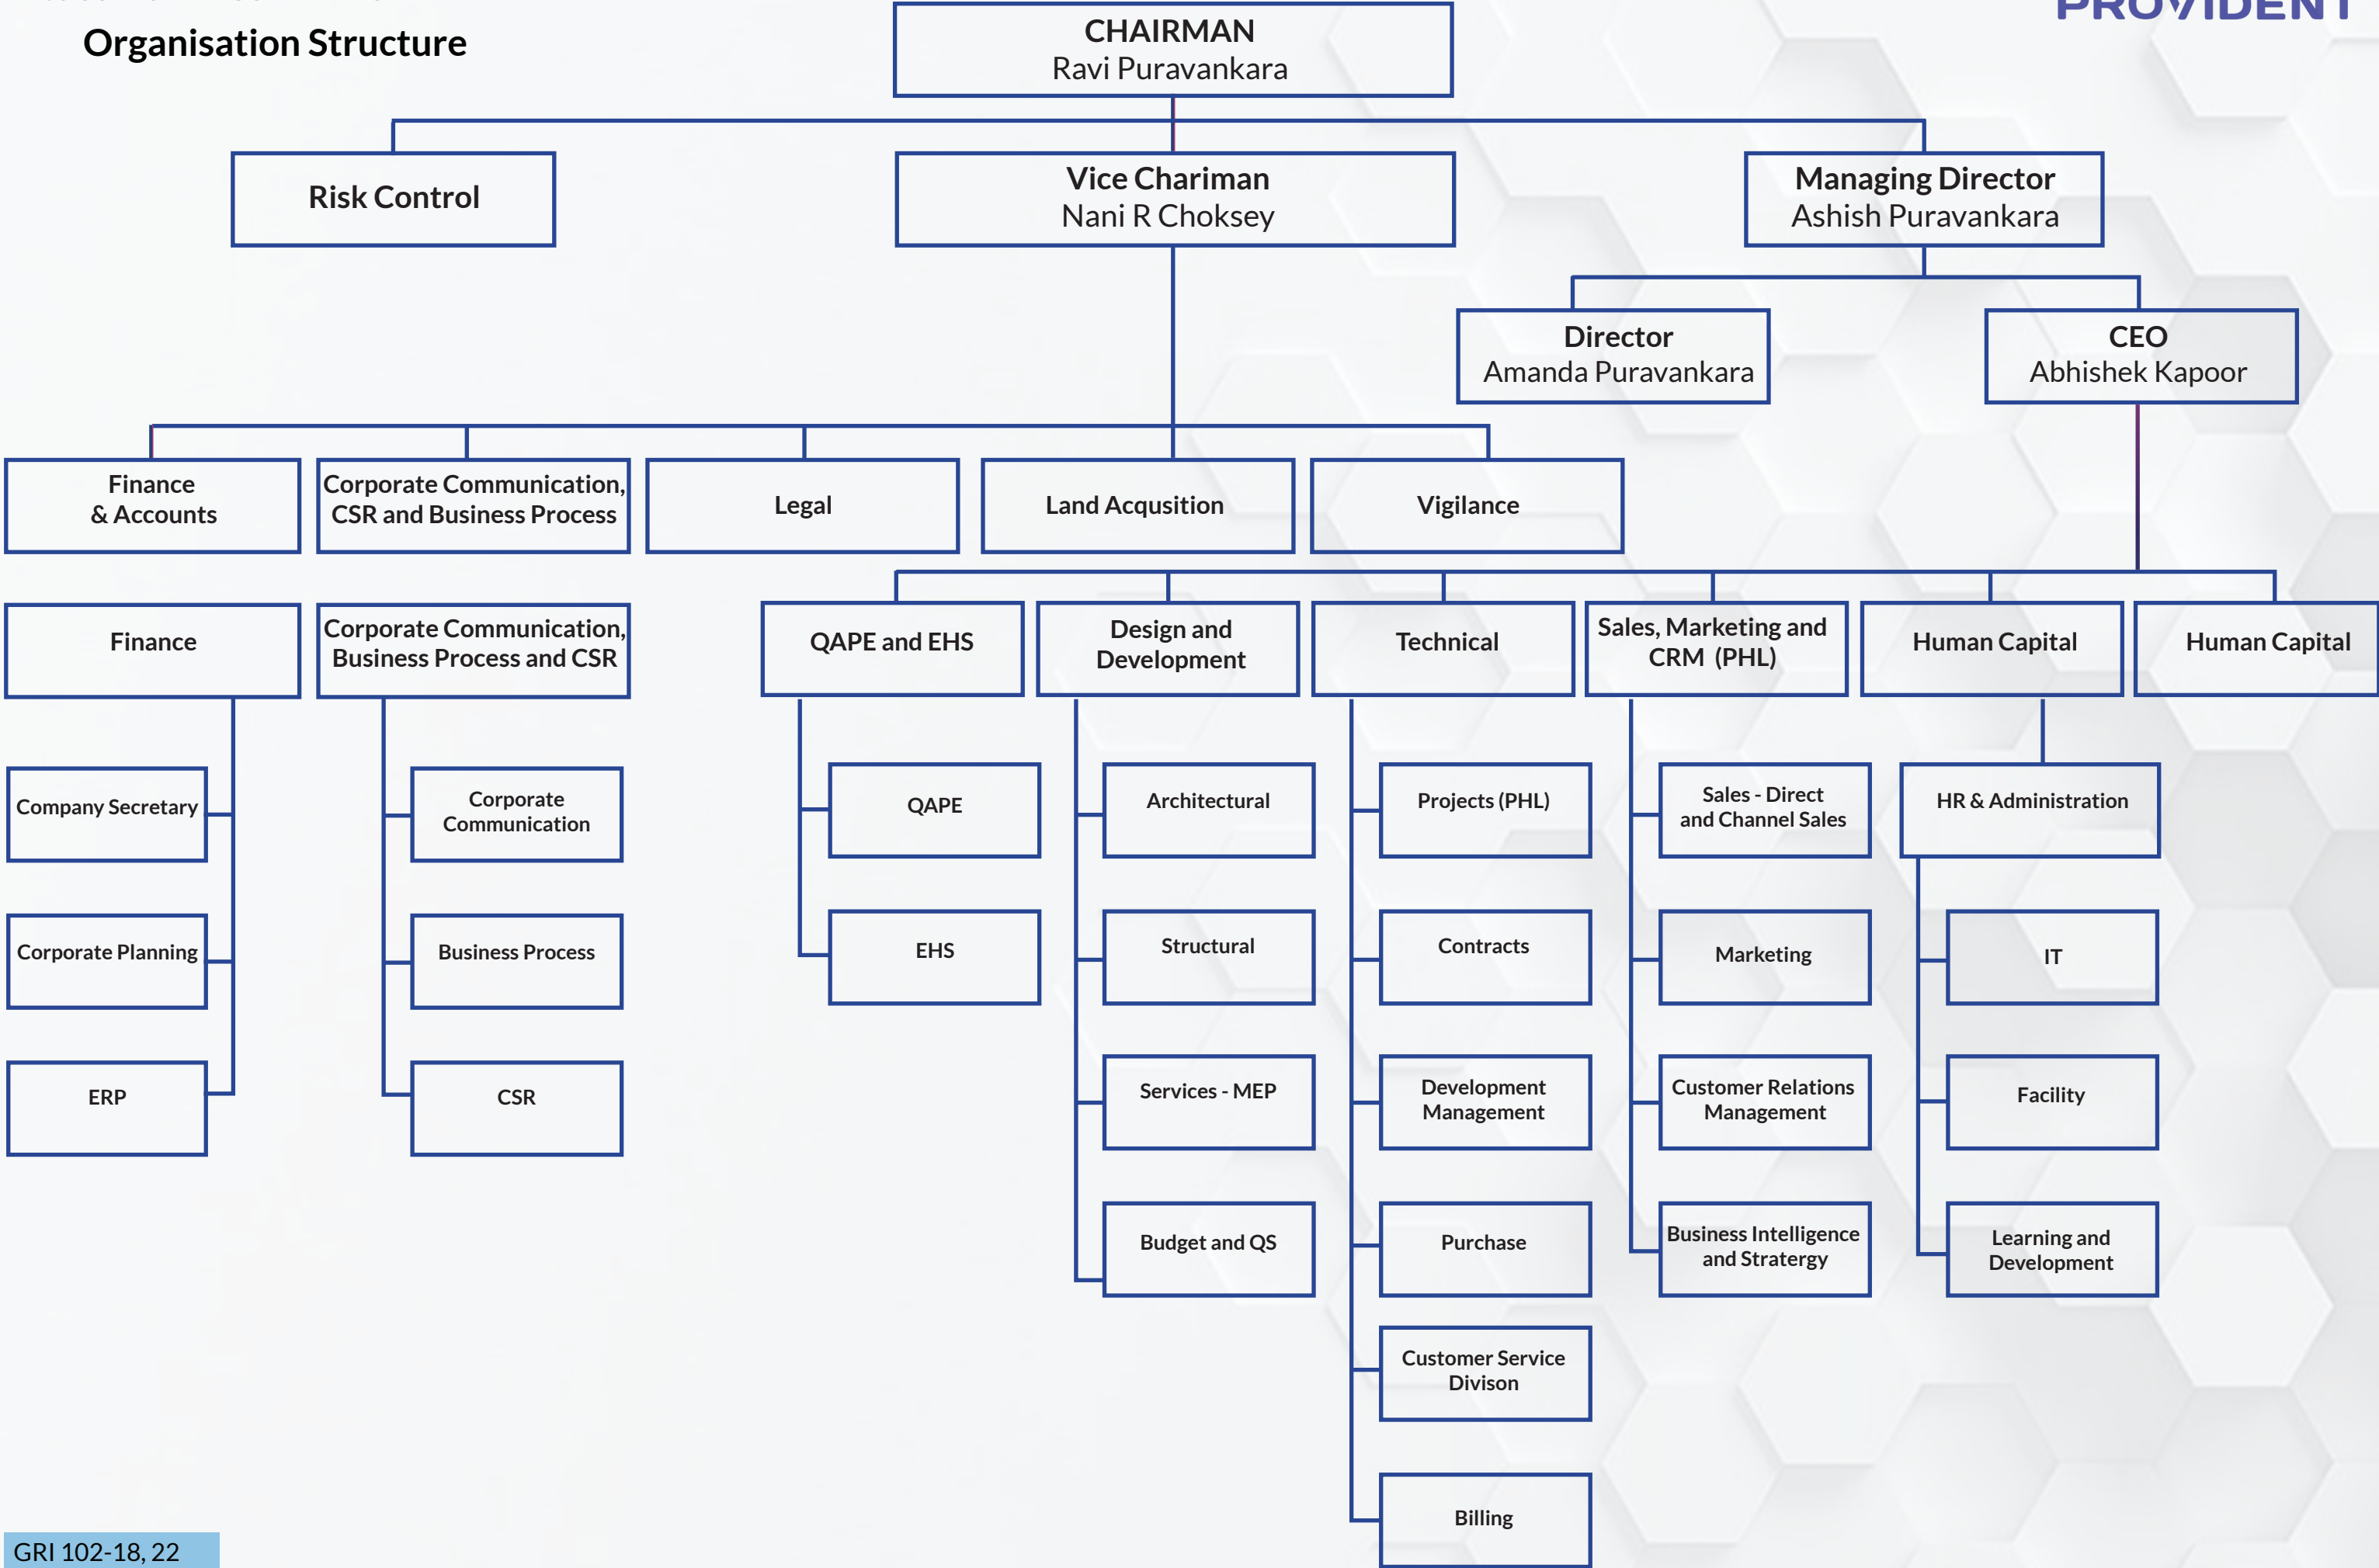 Organisation Structure
PROVIDENT
CHAIRMAN
Ravi Puravankara
Risk Control
Vice Chariman
Nani R Choksey
Managing Director
Ashish Puravankara
Director
Amanda Puravankara
CEO
Abhishek Kapoor
Finance
& Accounts
Corporate Communication,
CSR and Business Process
Legal
Land Acqusition
Vigilance
Finance
Corporate Communication,
Business Process and CSR
QAPE and EHS
Design and
Development
Technical
Sales, Marketing and
CRM (PHL)
Human Capital
Human Capital
Company Secretary
Corporate Planning
ERP
Corporate
Communication
Business Process
CSR
QAPE
EHS
Architectural
Structural
Services - MEP
Budget and QS
Projects (PHL)
Contracts
Development
Management
Purchase
Customer Service
Divison
Billing
Sales - Direct
and Channel Sales
Marketing
Customer Relations
Management
Business Intelligence
and Stratergy
HR & Administration
IT
Facility
Learning and
Development
GRI 102-18, 22